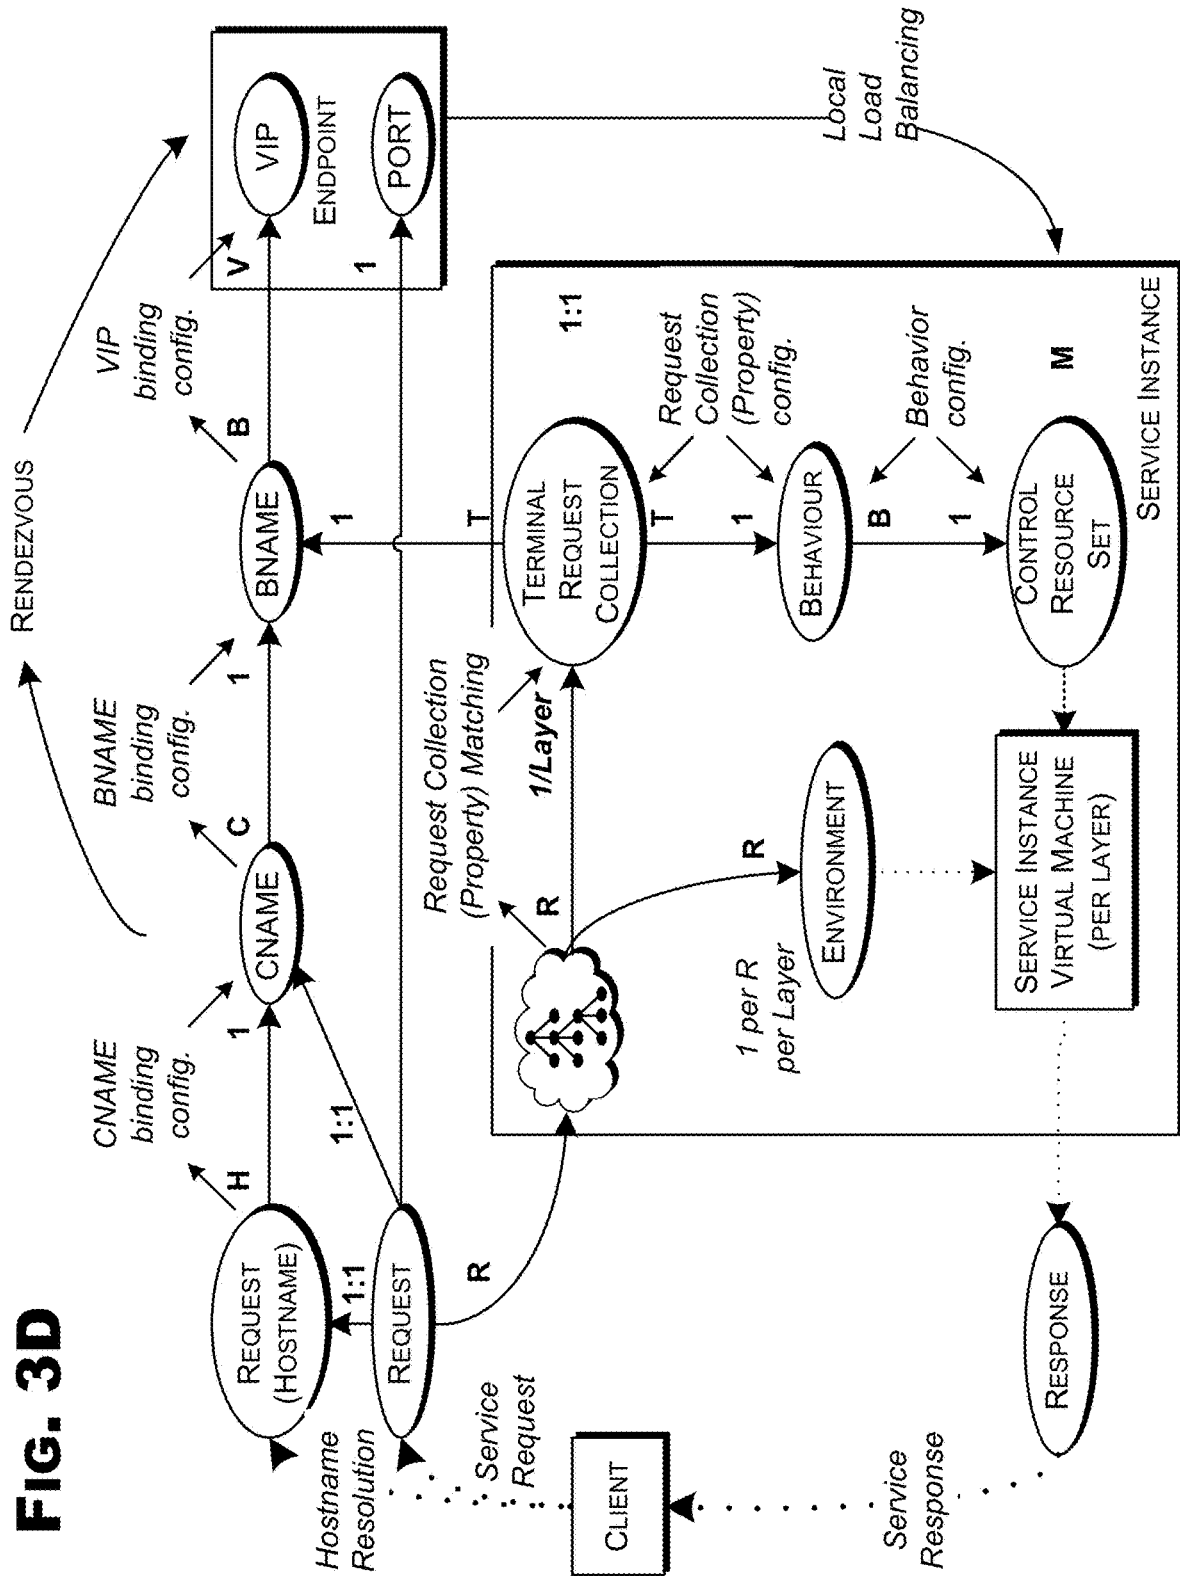 FIG. 3D
RENDEZVOUS
CNAME
binding
config.
BNAME
binding
config.
VIP
binding
config.
H
1
C
1
B
V
REQUEST
(HOSTNAME)
CNAME
BNAME
VIP
ENDPOINT
Hostname
Resolution
1:1
1:1
1
1
REQUEST
PORT
Service
Request
R
T
Request Collection
(Property) Matching
R
1/Layer
TERMINAL
REQUEST
COLLECTION
1:1
CLIENT
T
1
Request
Collection
(Property)
config.
1 per R
per Layer
R
ENVIRONMENT
BEHAVIOUR
Local
Load
Balancing
B
1
Behavior
config.
Service
Response
RESPONSE
SERVICE INSTANCE
VIRTUAL MACHINE
(PER LAYER)
CONTROL
RESOURCE
SET
M
SERVICE INSTANCE